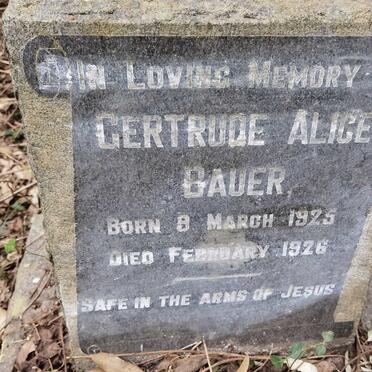 In Loving Memory
Gertrude Alice
Bauer
Born 8 March 1925
Died February 1926
Safe in the arms of Jesus